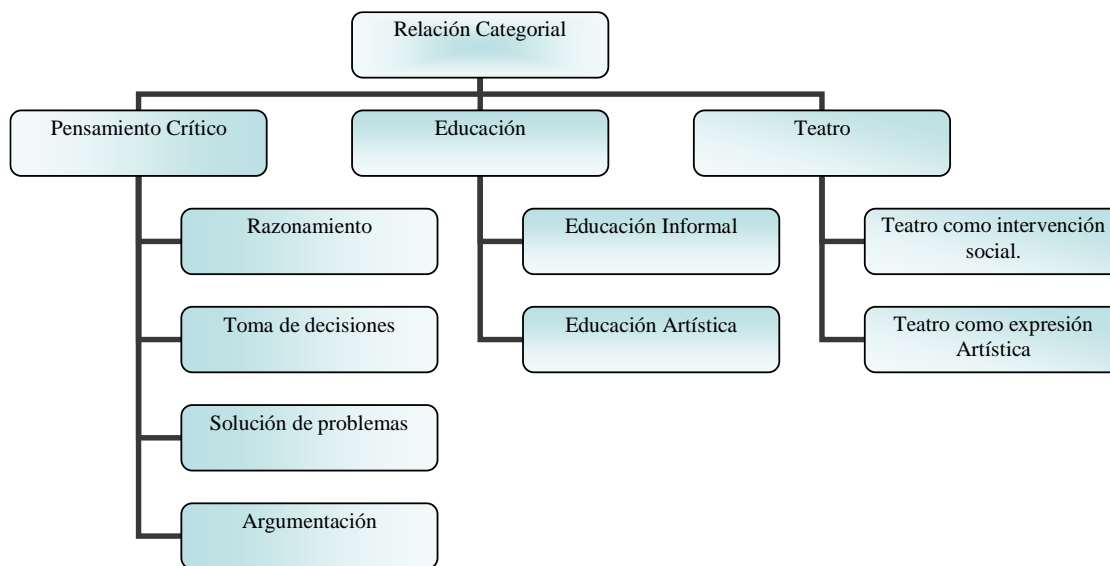 Relación Categorial
Pensamiento Crítico
Educación
Teatro
Razonamiento
Educación Informal
Teatro como intervención
social.
Toma de decisiones
Educación Artística
Teatro como expresión
Artística
Solución de problemas
Argumentación